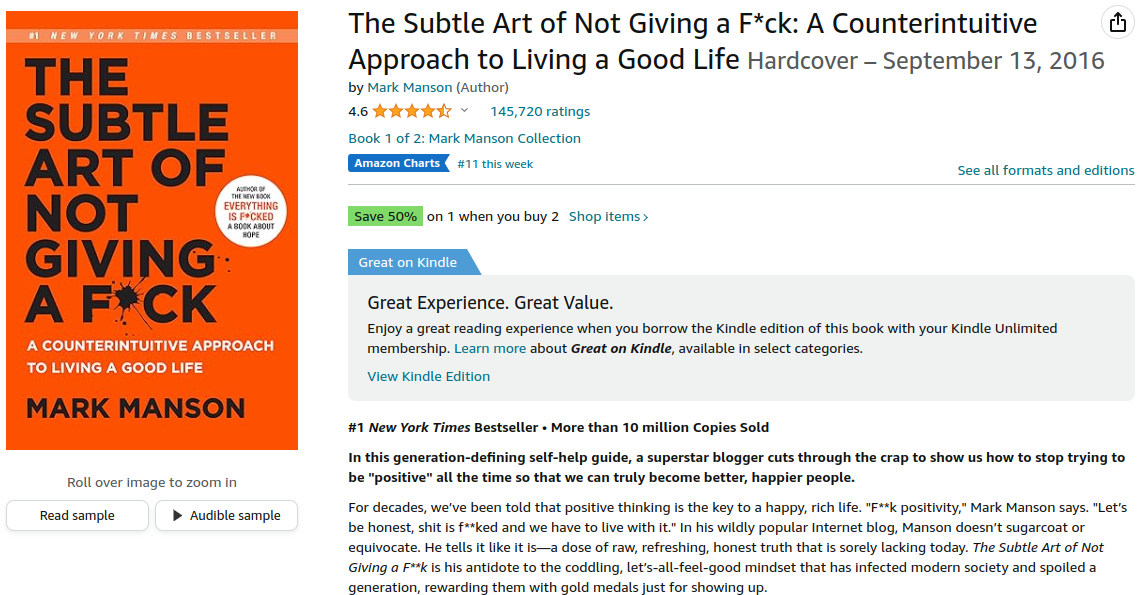 #1 NEW YORK TIMES BESTSELLER
THE
SUBTLE
ART OF
NOT
GIVING
A F*CK
AUTHOR OF
THE NEW BOOK
EVERYTHING
IS F*CKED
A BOOK ABOUT
HOPE
A COUNTERINTUITIVE APPROACH
TO LIVING A GOOD LIFE
MARK MANSON
Roll over image to zoom in
Read sample
Audible sample
The Subtle Art of Not Giving a F*ck: A Counterintuitive
Approach to Living a Good Life Hardcover – September 13, 2016
by Mark Manson (Author)
4.6 145,720 ratings
Book 1 of 2: Mark Manson Collection
Amazon Charts #11 this week
See all formats and editions
Save 50% on 1 when you buy 2 Shop items ›
Great on Kindle
Great Experience. Great Value.
Enjoy a great reading experience when you borrow the Kindle edition of this book with your Kindle Unlimited
membership. Learn more about Great on Kindle, available in select categories.
View Kindle Edition
#1 New York Times Bestseller • More than 10 million Copies Sold
In this generation-defining self-help guide, a superstar blogger cuts through the crap to show us how to stop trying to
be "positive" all the time so that we can truly become better, happier people.
For decades, we've been told that positive thinking is the key to a happy, rich life. "F**k positivity," Mark Manson says. "Let's
be honest, shit is f**ked and we have to live with it." In his wildly popular Internet blog, Manson doesn't sugarcoat or
equivocate. He tells it like it is—a dose of raw, refreshing, honest truth that is sorely lacking today. The Subtle Art of Not
Giving a F**k is his antidote to the coddling, let's-all-feel-good mindset that has infected modern society and spoiled a
generation, rewarding them with gold medals just for showing up.